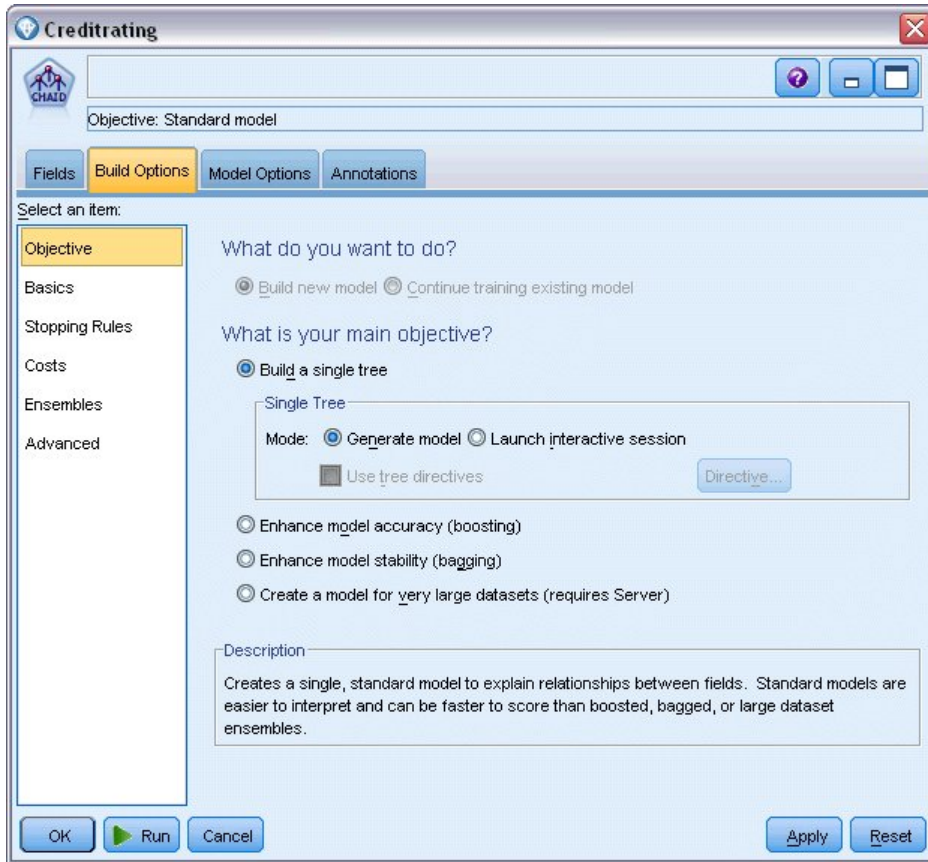 Creditrating
CHAID
Objective: Standard model
Fields Build Options Model Options Annotations
Select an item:
Objective
Basics
Stopping Rules
Costs
Ensembles
Advanced
What do you want to do?
Build new model Continue training existing model
What is your main objective?
Build a single tree
Single Tree
Mode: Generate model Launch interactive session
Use tree directives Directive...
Enhance model accuracy (boosting)
Enhance model stability (bagging)
Create a model for very large datasets (requires Server)
Description
Creates a single, standard model to explain relationships between fields. Standard models are
easier to interpret and can be faster to score than boosted, bagged, or large dataset
ensembles.
OK Run Cancel Apply Reset